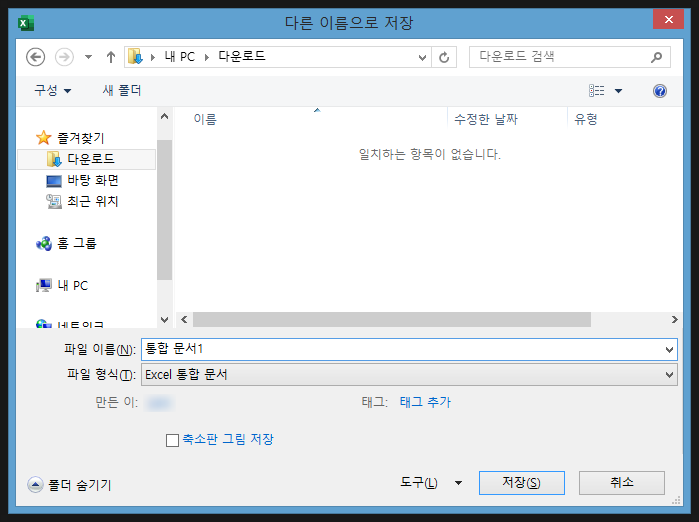 다른 이름으로 저장
내 PC 다운로드
다운로드 검색
구성 새 폴더
이름 수정한 날짜 유형
일치하는 항목이 없습니다.
즐겨찾기
다운로드
바탕 화면
최근 위치
홈 그룹
내 PC
네트워크
파일 이름(N): 통합 문서1
파일 형식(T): Excel 통합 문서
만든 이: 태그: 태그 추가
축소판 그림 저장
폴더 숨기기 도구(L) 저장(S) 취소